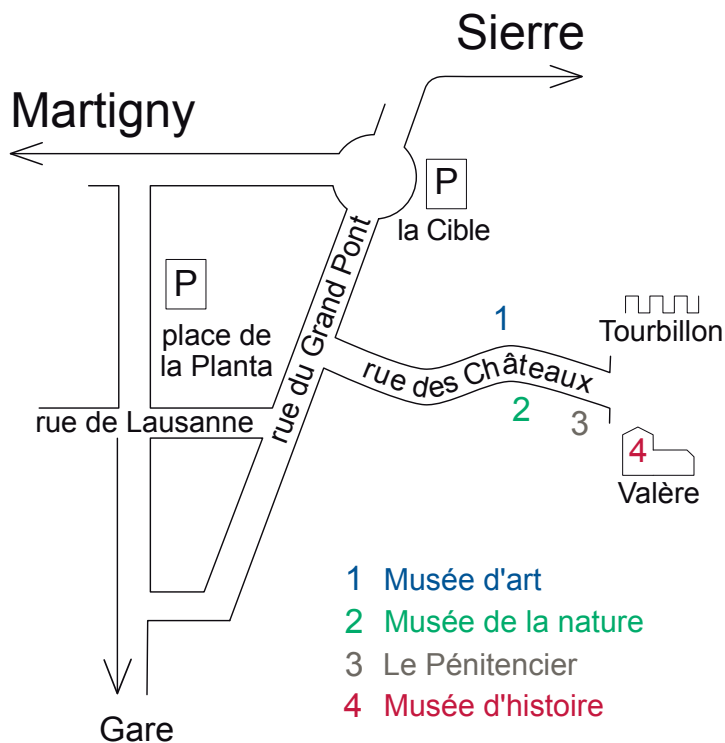 Sierre
Martigny
P
la Cible
P
place de
la Planta
rue du Grand Pont
1
Tourbillon
rue des Châteaux
rue de Lausanne
2
3
4
Valère
1 Musée d'art
2 Musée de la nature
3 Le Pénitencier
4 Musée d'histoire
Gare